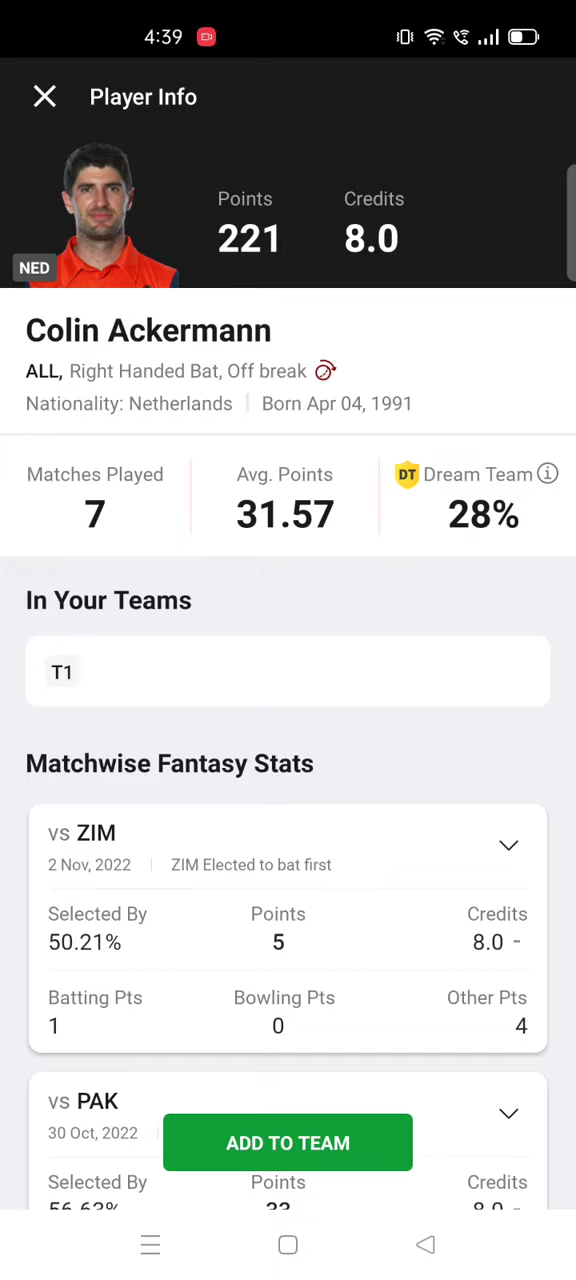 4:39
Player Info
Points
Credits
221
8.0
NED
Colin Ackermann
ALL, Right Handed Bat, Off break
Nationality: Netherlands
Born Apr 04, 1991
Matches Played
Avg. Points
DT Dream Team
7
31.57
28%
In Your Teams
T1
Matchwise Fantasy Stats
vs ZIM
2 Nov, 2022
ZIM Elected to bat first
Selected By
Points
Credits
50.21%
5
8.0 -
Batting Pts
Bowling Pts
Other Pts
1
0
4
vs PAK
30 Oct, 2022
ADD TO TEAM
Selected By
Points
Credits